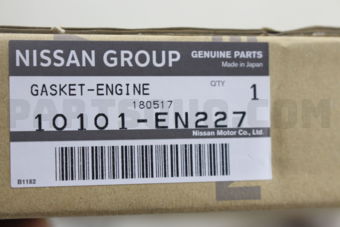 NISSAN GROUP
GENUINE PARTS
Made in Japan
GASKET-ENGINE
QTY
1
180517
10101-EN227
Nissan Motor Co., Ltd.
B1182